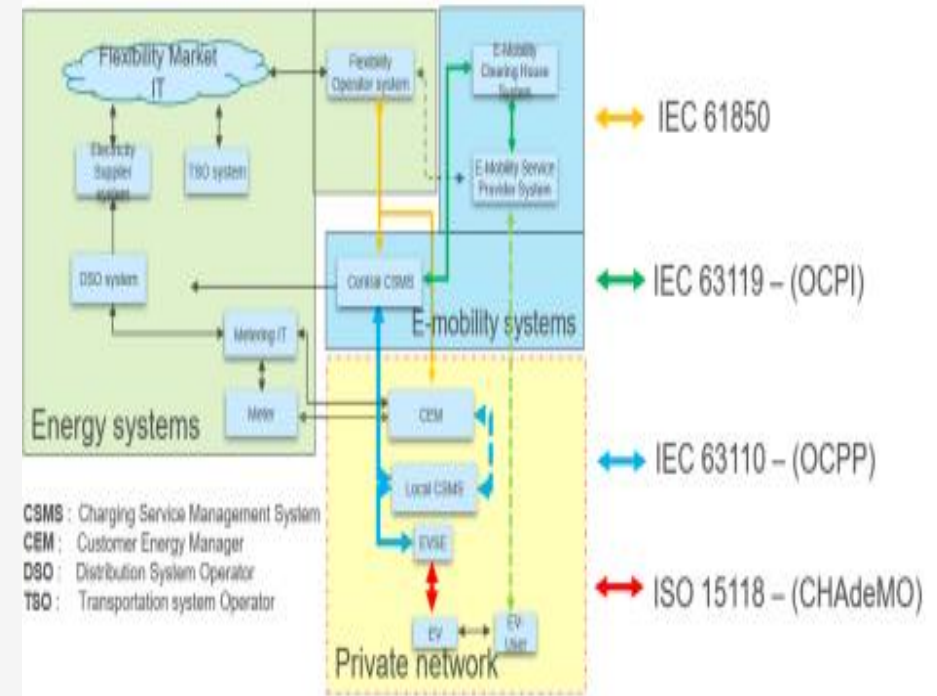 Flexibility Market
IT
Flexibility
Operator system
E-Mobility
Clearing House
System
IEC 61850
Electricity
Supplier
system
TSO system
E-Mobility Service
Provider System
DSO system
Central CSMS
IEC 63119 – (OCPI)
E-mobility systems
Metering IT
Meter
CEM
Energy systems
IEC 63110 – (OCPP)
Local CSMS
CSMS : Charging Service Management System
CEM : Customer Energy Manager
DSO : Distribution System Operator
TSO : Transportation system Operator
EVSE
ISO 15118 – (CHAdeMO)
EV
EV-
User
Private network